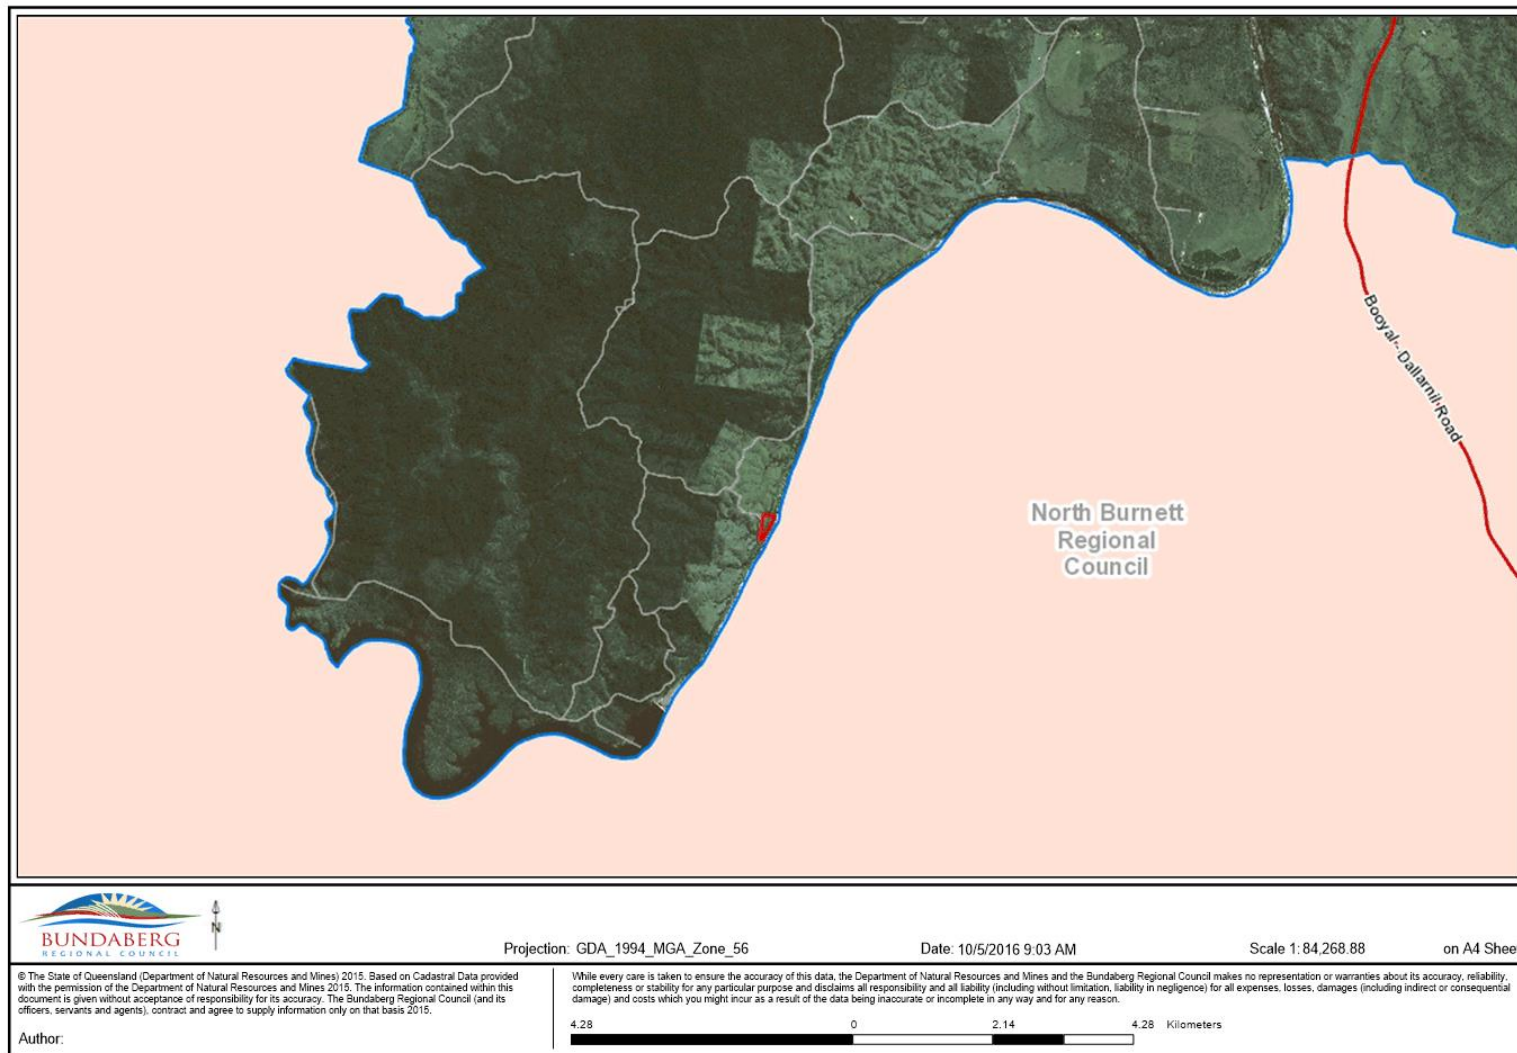 Booyal - Dallarnil Road
North Burnett
Regional
Council
BUNDABERG
REGIONAL COUNCIL
N
Projection: GDA_1994_MGA_Zone_56
Date: 10/5/2016 9:03 AM
Scale 1: 84,268.88
on A4 Sheet
© The State of Queensland (Department of Natural Resources and Mines) 2015. Based on Cadastral Data provided
with the permission of the Department of Natural Resources and Mines 2015. The information contained within this
document is given without acceptance of responsibility for its accuracy. The Bundaberg Regional Council (and its
officers, servants and agents), contract and agree to supply information only on that basis 2015.
Author:
While every care is taken to ensure the accuracy of this data, the Department of Natural Resources and Mines and the Bundaberg Regional Council makes no representation or warranties about its accuracy, reliability,
completeness or stability for any particular purpose and disclaims all responsibility and all liability (including without limitation, liability in negligence) for all expenses, losses, damages (including indirect or consequential
damage) and costs which you might incur as a result of the data being inaccurate or incomplete in any way and for any reason.
4.28 0 2.14 4.28 Kilometers